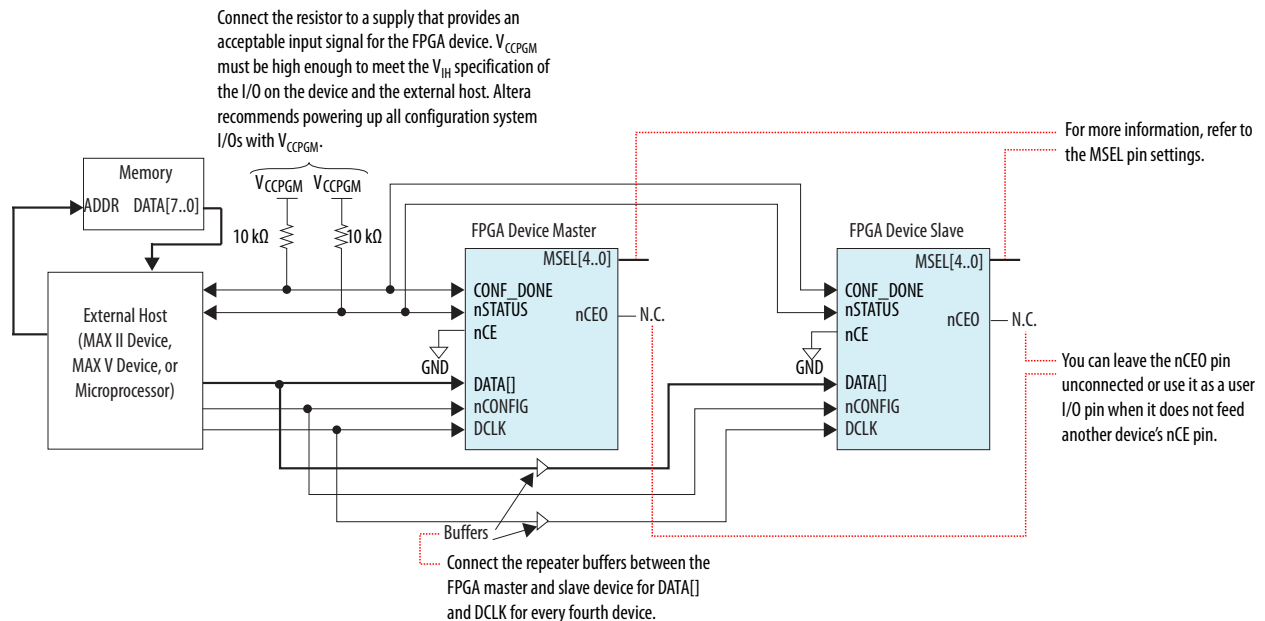 Connect the resistor to a supply that provides an
acceptable input signal for the FPGA device. VCCPGM
must be high enough to meet the VIH specification of
the I/O on the device and the external host. Altera
recommends powering up all configuration system
I/Os with VCCPGM.
For more information, refer to
the MSEL pin settings.
Memory
ADDR DATA[7..0]
VCCPGM VCCPGM
10 kΩ 10 kΩ
External Host
(MAX II Device,
MAX V Device, or
Microprocessor)
FPGA Device Master
MSEL[4..0]
CONF_DONE
nSTATUS
nCE
nCEO N.C.
GND
DATA[]
nCONFIG
DCLK
FPGA Device Slave
MSEL[4..0]
CONF_DONE
nSTATUS
nCE
nCEO N.C.
GND
DATA[]
nCONFIG
DCLK
You can leave the nCEO pin
unconnected or use it as a user
I/O pin when it does not feed
another device’s nCE pin.
Buffers
Connect the repeater buffers between the
FPGA master and slave device for DATA[]
and DCLK for every fourth device.